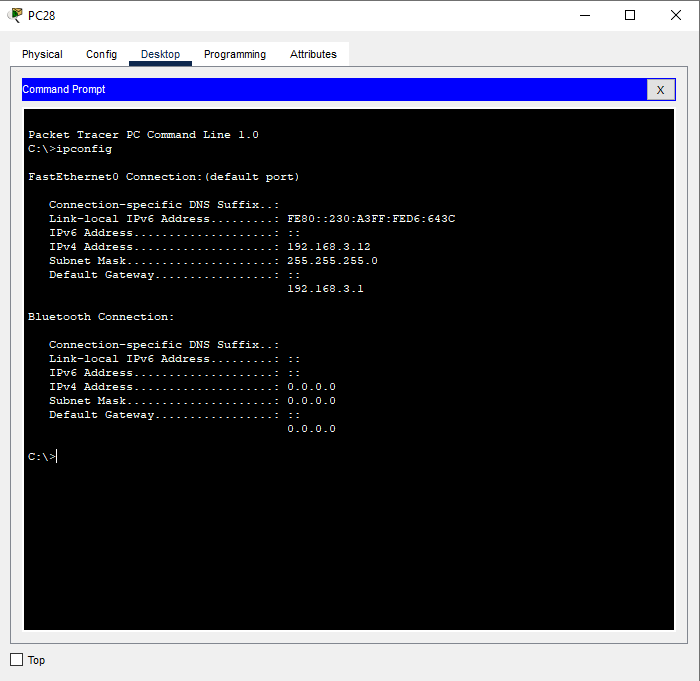 PC28
Physical Config Desktop Programming Attributes
Command Prompt
X
Packet Tracer PC Command Line 1.0
C:\>ipconfig
FastEthernet0 Connection:(default port)
Connection-specific DNS Suffix..:
Link-local IPv6 Address.........: FE80::230:A3FF:FED6:643C
IPv6 Address....................: ::
IPv4 Address....................: 192.168.3.12
Subnet Mask.....................: 255.255.255.0
Default Gateway.................: ::
192.168.3.1
Bluetooth Connection:
Connection-specific DNS Suffix..:
Link-local IPv6 Address.........: ::
IPv6 Address....................: ::
IPv4 Address....................: 0.0.0.0
Subnet Mask.....................: 0.0.0.0
Default Gateway.................: ::
0.0.0.0
C:\>
Top